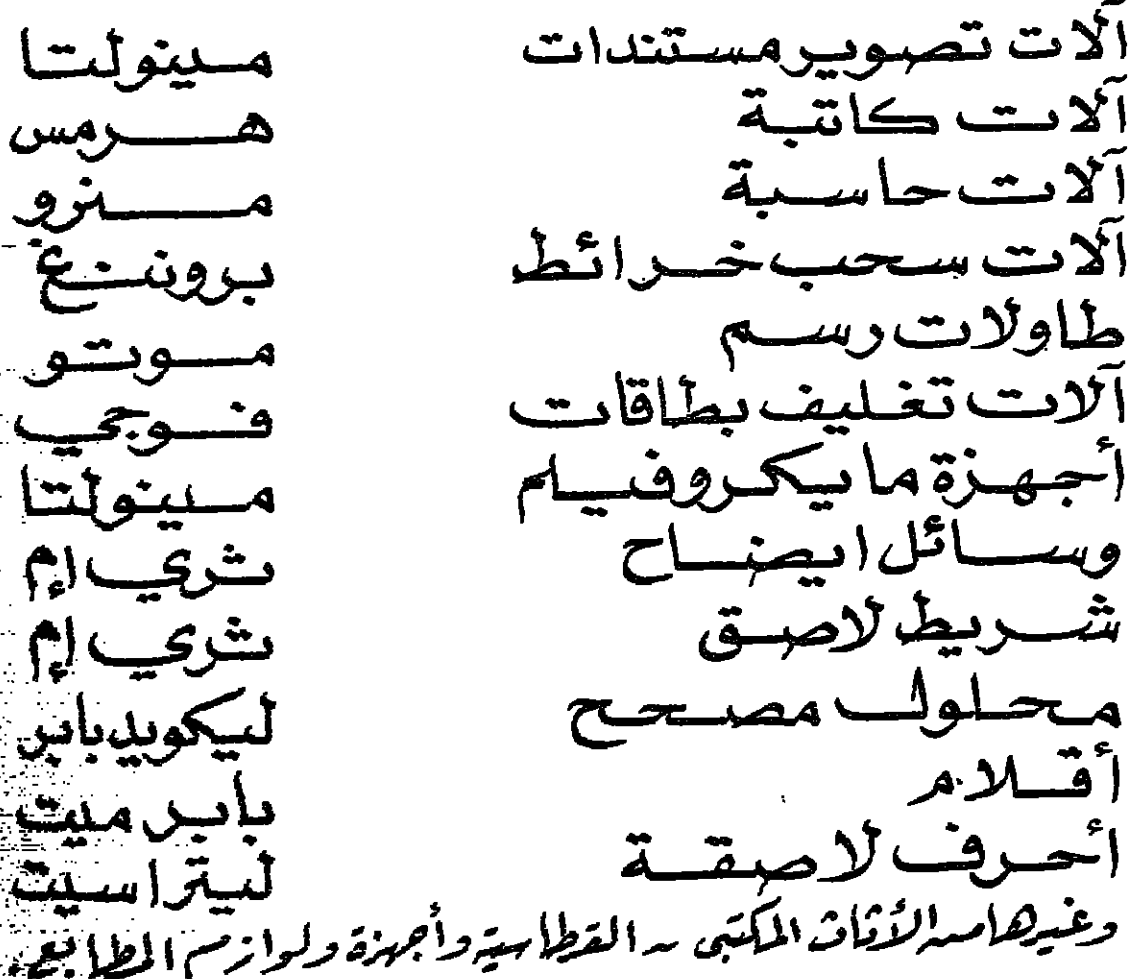 آلات تصوير مستندات مينولتا
آلات كاتبة هرمس
آلات حاسبة منرو
آلات سحب خرائط بروننغ
طاولات رسم موتو
آلات تغليف بطاقات فوجي
أجهزة مايكروفيلم مينولتا
وسائل ايضاح ثري إم
شريط لاصق ثري إم
محلول مصحح ليكويد بابر
أقلام بابر ميت
أحرف لاصقة ليتراسيت
وغيرها من الأثاث المكتبي القرطاسية وأجهزة ولوازم المطابع